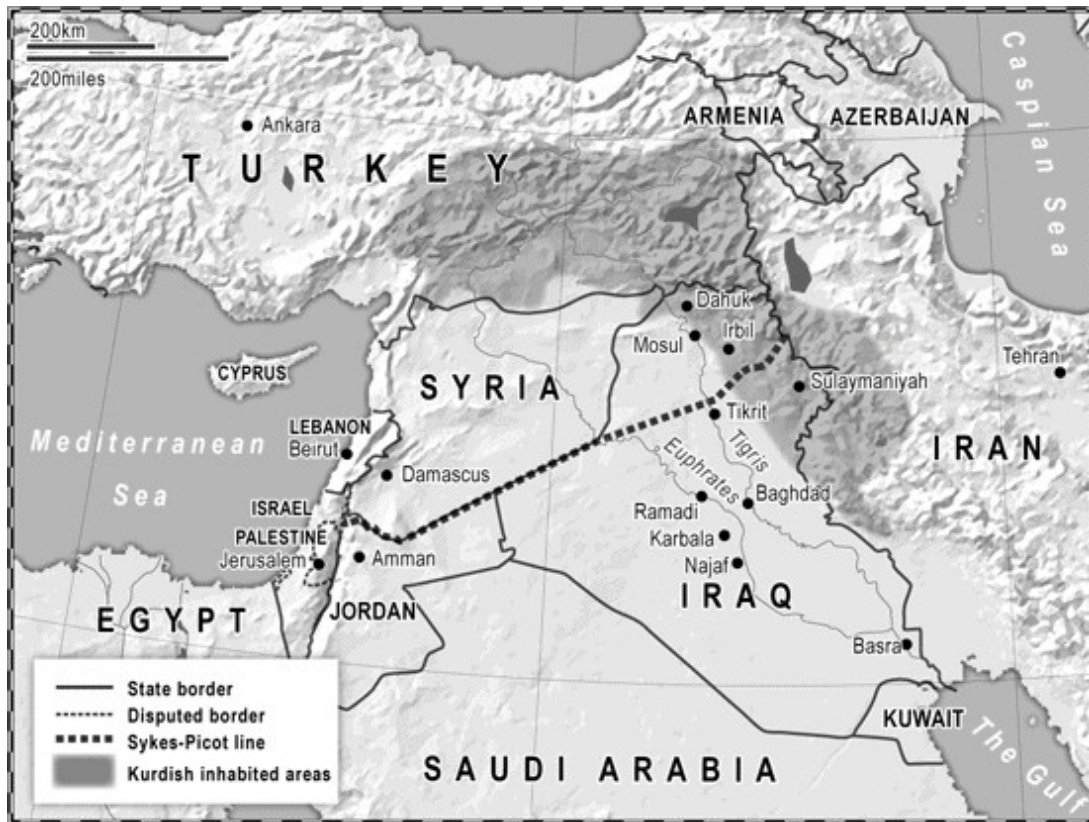 200km
200miles
Caspian Sea
ARMENIA
AZERBAIJAN
Ankara
TURKEY
Dahuk
Irbil
Mosul
Tehran
CYPRUS
SYRIA
Sulaymaniyah
Tikrit
LEBANON
Beirut
Mediterranean
Sea
Tigris
IRAN
Damascus
Euphrates
Baghdad
ISRAEL
Ramadi
PALESTINE
Karbala
Jerusalem
Amman
Najaf
IRAQ
EGYPT
JORDAN
Basra
State border
Disputed border
Sykes-Picot line
Kurdish inhabited areas
KUWAIT
The Gulf
SAUDI ARABIA